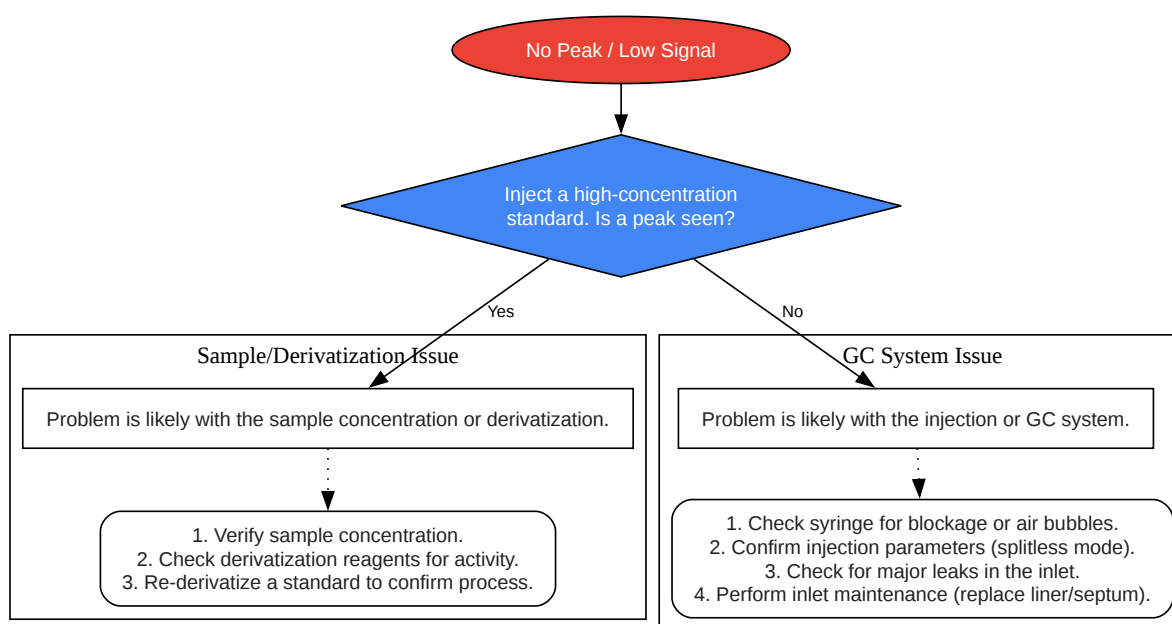 No Peak / Low Signal
Inject a high-concentration
standard. Is a peak seen?
Yes
No
Sample/Derivatization Issue
Problem is likely with the sample concentration or derivatization.
1. Verify sample concentration.
2. Check derivatization reagents for activity.
3. Re-derivatize a standard to confirm process.
GC System Issue
Problem is likely with the injection or GC system.
1. Check syringe for blockage or air bubbles.
2. Confirm injection parameters (splitless mode).
3. Check for major leaks in the inlet.
4. Perform inlet maintenance (replace liner/septum).